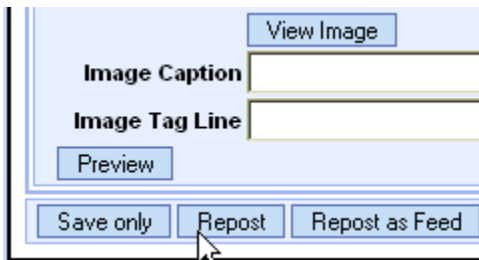 View Image
Image Caption
Image Tag Line
Preview
Save only Repost Repost as Feed